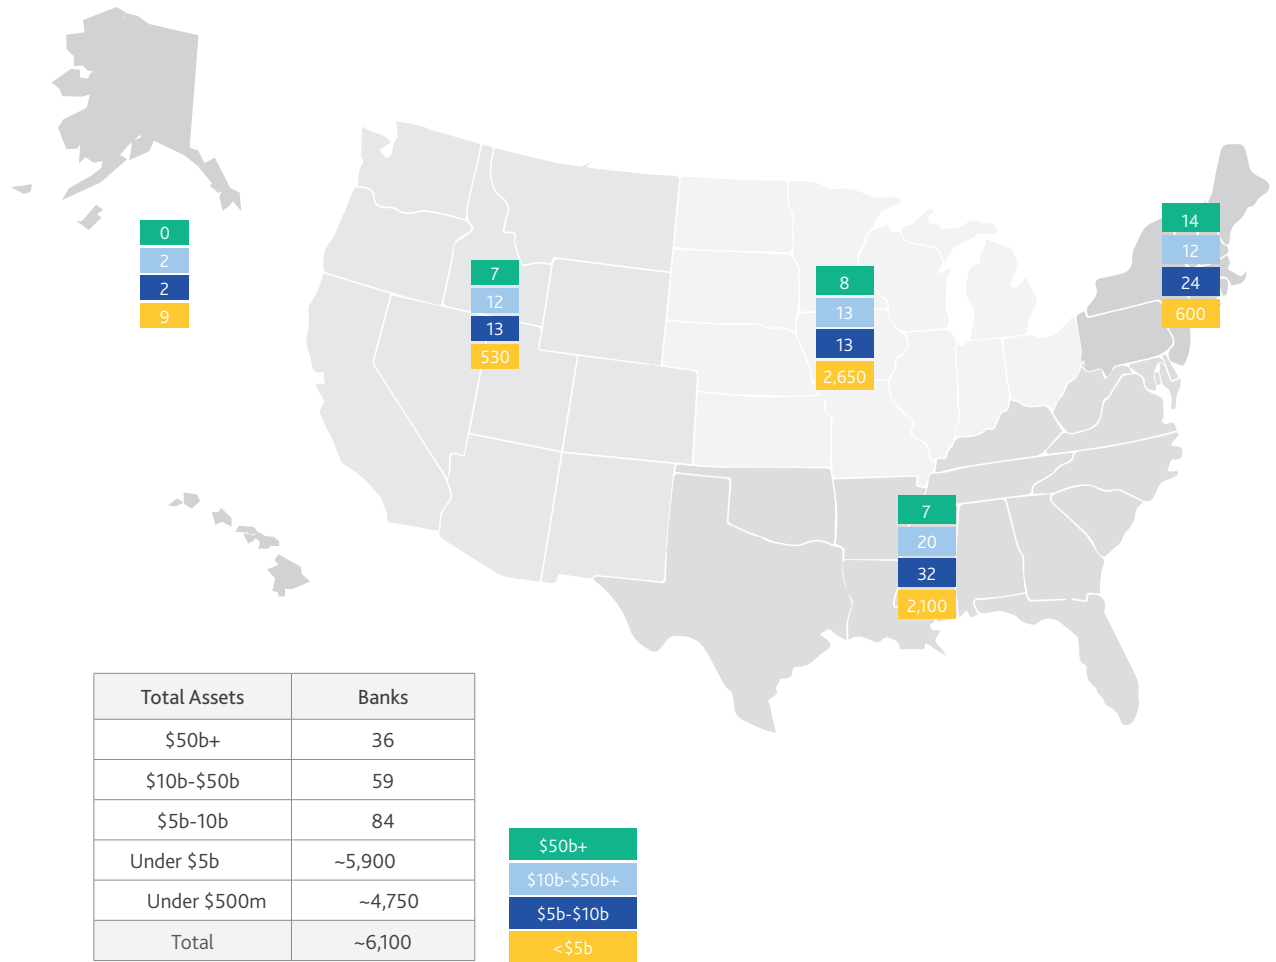 0
2
2
9
7
12
13
530
8
13
13
2,650
14
12
24
600
7
20
32
2,100
Total Assets Banks
$50b+ 36
$10b-$50b 59
$5b-10b 84
Under $5b ~5,900
Under $500m ~4,750
Total ~6,100
$50b+
$10b-$50b+
$5b-$10b
<$5b